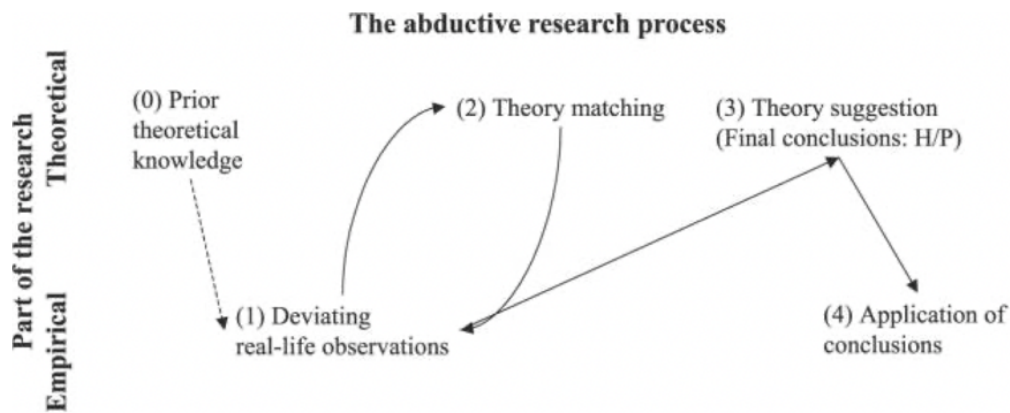 The abductive research process
Part of the research
Theoretical
Empirical
(0) Prior
theoretical
knowledge
(2) Theory matching
(3) Theory suggestion
(Final conclusions: H/P)
(1) Deviating
real-life observations
(4) Application of
conclusions